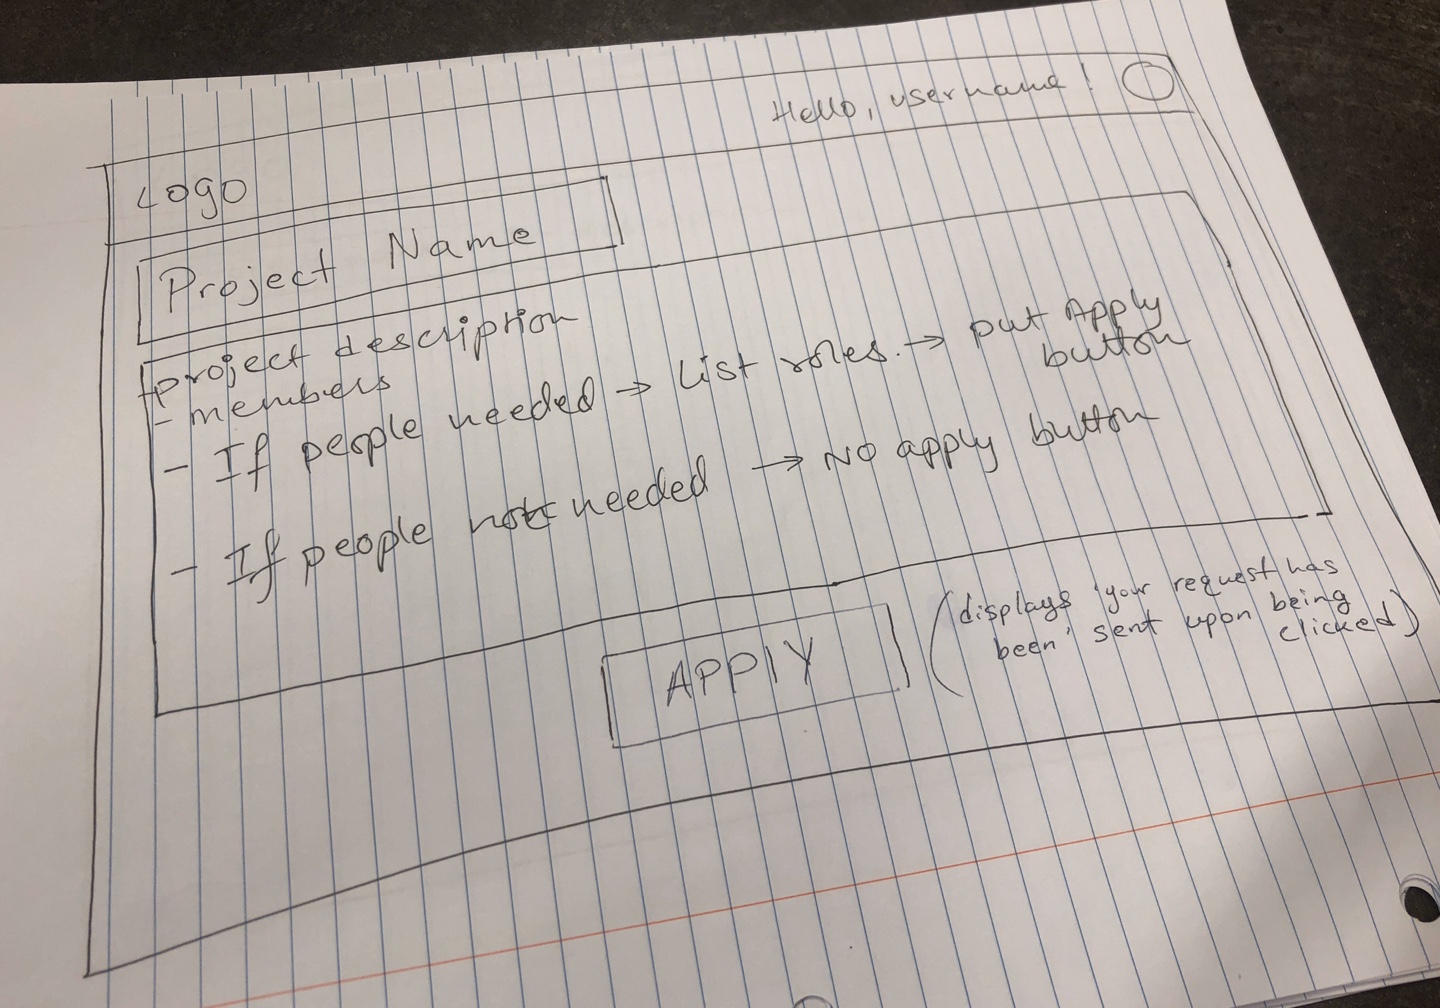 Logo
Hello, username!
Project Name
project description
- members
- If people needed → List roles. → put Apply button
- If people not needed → NO apply button
APPLY
(displays 'your request has
been' sent upon being
clicked)